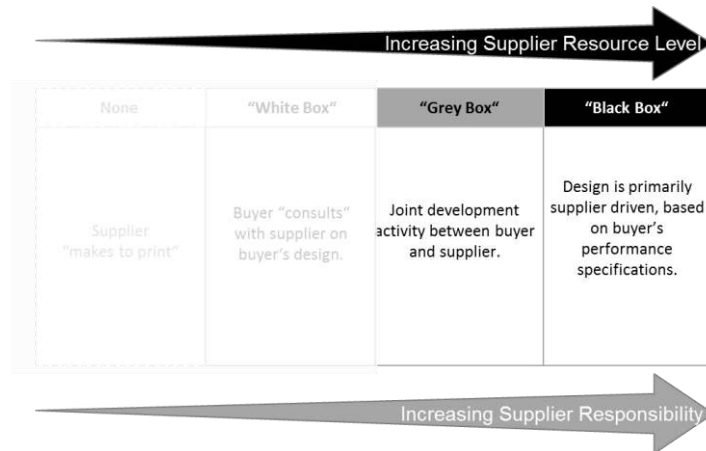 Increasing Supplier Resource Level
None
“White Box“
“Grey Box“
“Black Box“
Supplier
“makes to print“
Buyer “consults“
with supplier on
buyer’s design.
Joint development
activity between buyer
and supplier.
Design is primarily
supplier driven, based
on buyer’s
performance
specifications.
Increasing Supplier Responsibility